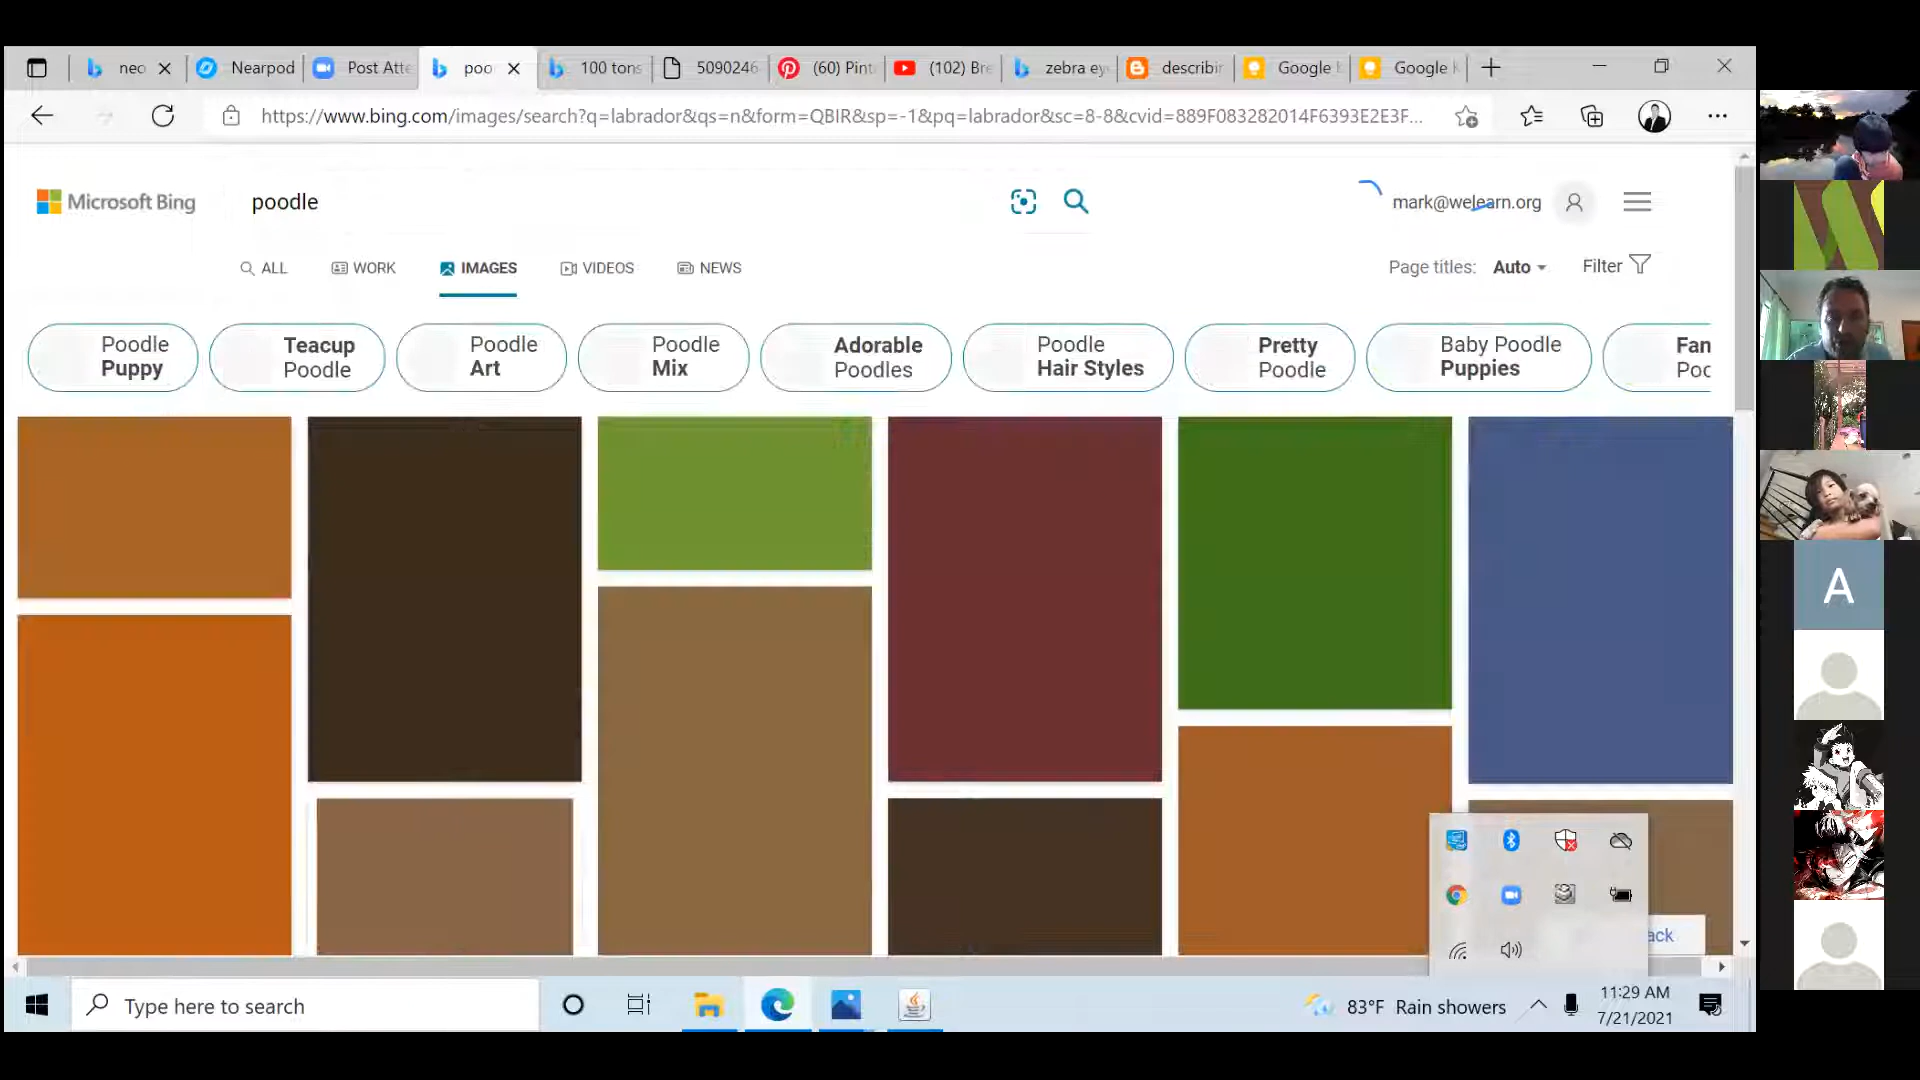 neo
Nearpod
Post Atte
poo
100 tons
5090246
(60) Pint
(102) Bre
zebra eye
describin
Google K
Google K
https://www.bing.com/images/search?q=labrador&qs=n&form=QBIR&sp=-1&pq=labrador&sc=8-8&cvid=889F083282014F6393E2E3F...
Microsoft Bing
poodle
mark@welearn.org
ALL
WORK
IMAGES
VIDEOS
NEWS
Page titles: Auto
Filter
Poodle
Puppy
Teacup
Poodle
Poodle
Art
Poodle
Mix
Adorable
Poodles
Poodle
Hair Styles
Pretty
Poodle
Baby Poodle
Puppies
Fan
Poo
A
ack
Type here to search
83°F Rain showers
11:29 AM
7/21/2021